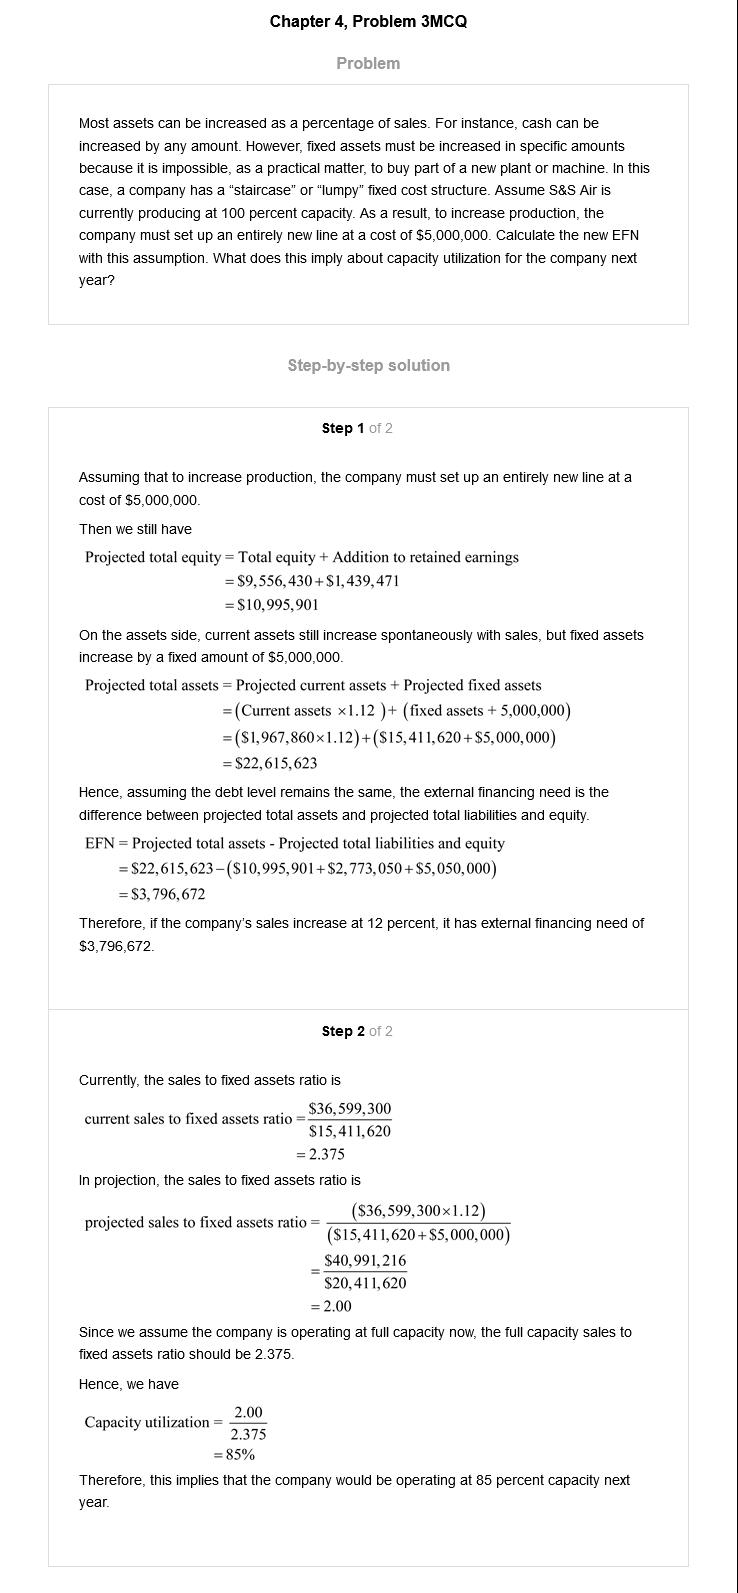 Chapter 4, Problem 3MCQ
Problem
Most assets can be increased as a percentage of sales. For instance, cash can be
increased by any amount. However, fixed assets must be increased in specific amounts
because it is impossible, as a practical matter, to buy part of a new plant or machine. In this
case, a company has a “staircase” or “lumpy” fixed cost structure. Assume S&S Air is
currently producing at 100 percent capacity. As a result, to increase production, the
company must set up an entirely new line at a cost of $5,000,000. Calculate the new EFN
with this assumption. What does this imply about capacity utilization for the company next
year?
Step-by-step solution
Step 1 of 2
Assuming that to increase production, the company must set up an entirely new line at a
cost of $5,000,000.
Then we still have
Projected total equity = Total equity + Addition to retained earnings
= $9,556,430 + $1,439,471
= $10,995,901
On the assets side, current assets still increase spontaneously with sales, but fixed assets
increase by a fixed amount of $5,000,000.
Projected total assets = Projected current assets + Projected fixed assets
= (Current assets ×1.12 ) + (fixed assets + 5,000,000)
= ($1,967,860×1.12) + ($15,411,620 + $5,000,000)
= $22,615,623
Hence, assuming the debt level remains the same, the external financing need is the
difference between projected total assets and projected total liabilities and equity.
EFN = Projected total assets - Projected total liabilities and equity
= $22,615,623 − ($10,995,901 + $2,773,050 + $5,050,000)
= $3,796,672
Therefore, if the company’s sales increase at 12 percent, it has external financing need of
$3,796,672.
Step 2 of 2
Currently, the sales to fixed assets ratio is
current sales to fixed assets ratio = $36,599,300
$15,411,620
= 2.375
In projection, the sales to fixed assets ratio is
projected sales to fixed assets ratio = ($36,599,300×1.12)
($15,411,620 + $5,000,000)
= $40,991,216
$20,411,620
= 2.00
Since we assume the company is operating at full capacity now, the full capacity sales to
fixed assets ratio should be 2.375.
Hence, we have
Capacity utilization = 2.00
2.375
= 85%
Therefore, this implies that the company would be operating at 85 percent capacity next
year.